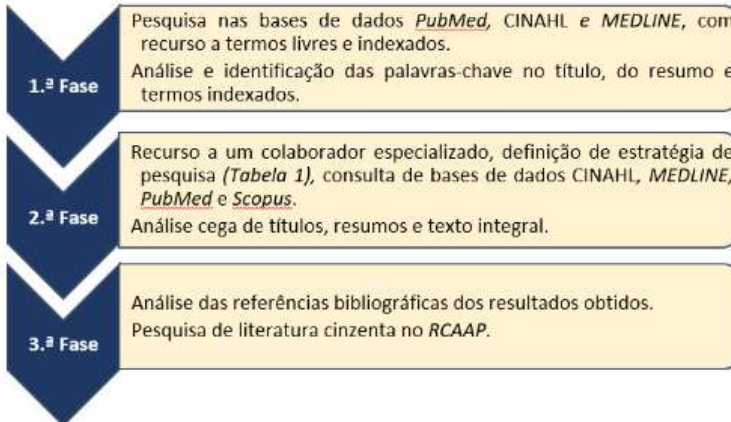 1.ª Fase
Pesquisa nas bases de dados PubMed, CINAHL e MEDLINE, com
recurso a termos livres e indexados.
Análise e identificação das palavras-chave no título, do resumo e
termos indexados.
2.ª Fase
Recurso a um colaborador especializado, definição de estratégia de
pesquisa (Tabela 1), consulta de bases de dados CINAHL, MEDLINE,
PubMed e Scopus.
Análise cega de títulos, resumos e texto integral.
3.ª Fase
Análise das referências bibliográficas dos resultados obtidos.
Pesquisa de literatura cinzenta no RCAAP.